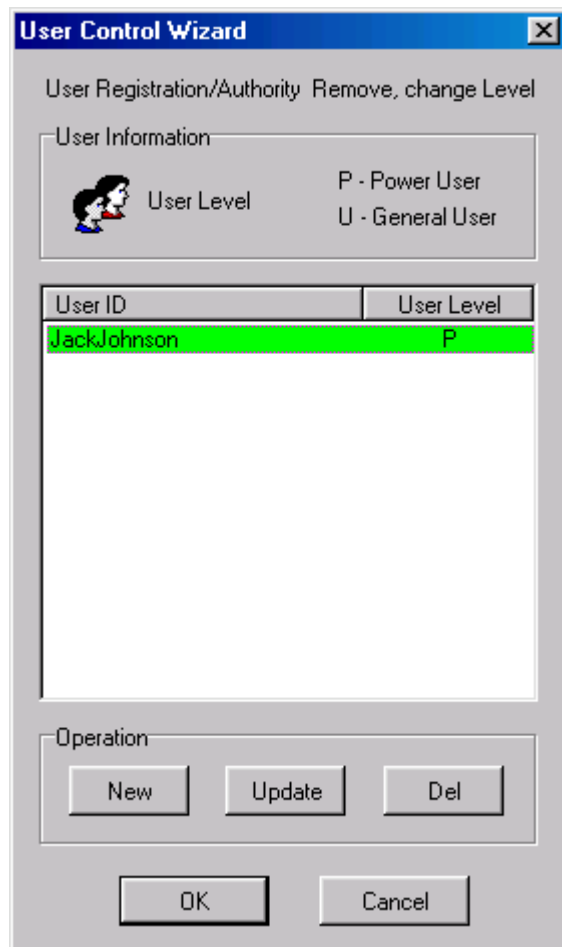 User Control Wizard
User Registration/Authority Remove, change Level
User Information
User Level
P - Power User
U - General User
User ID User Level
JackJohnson P
Operation
New Update Del
OK Cancel